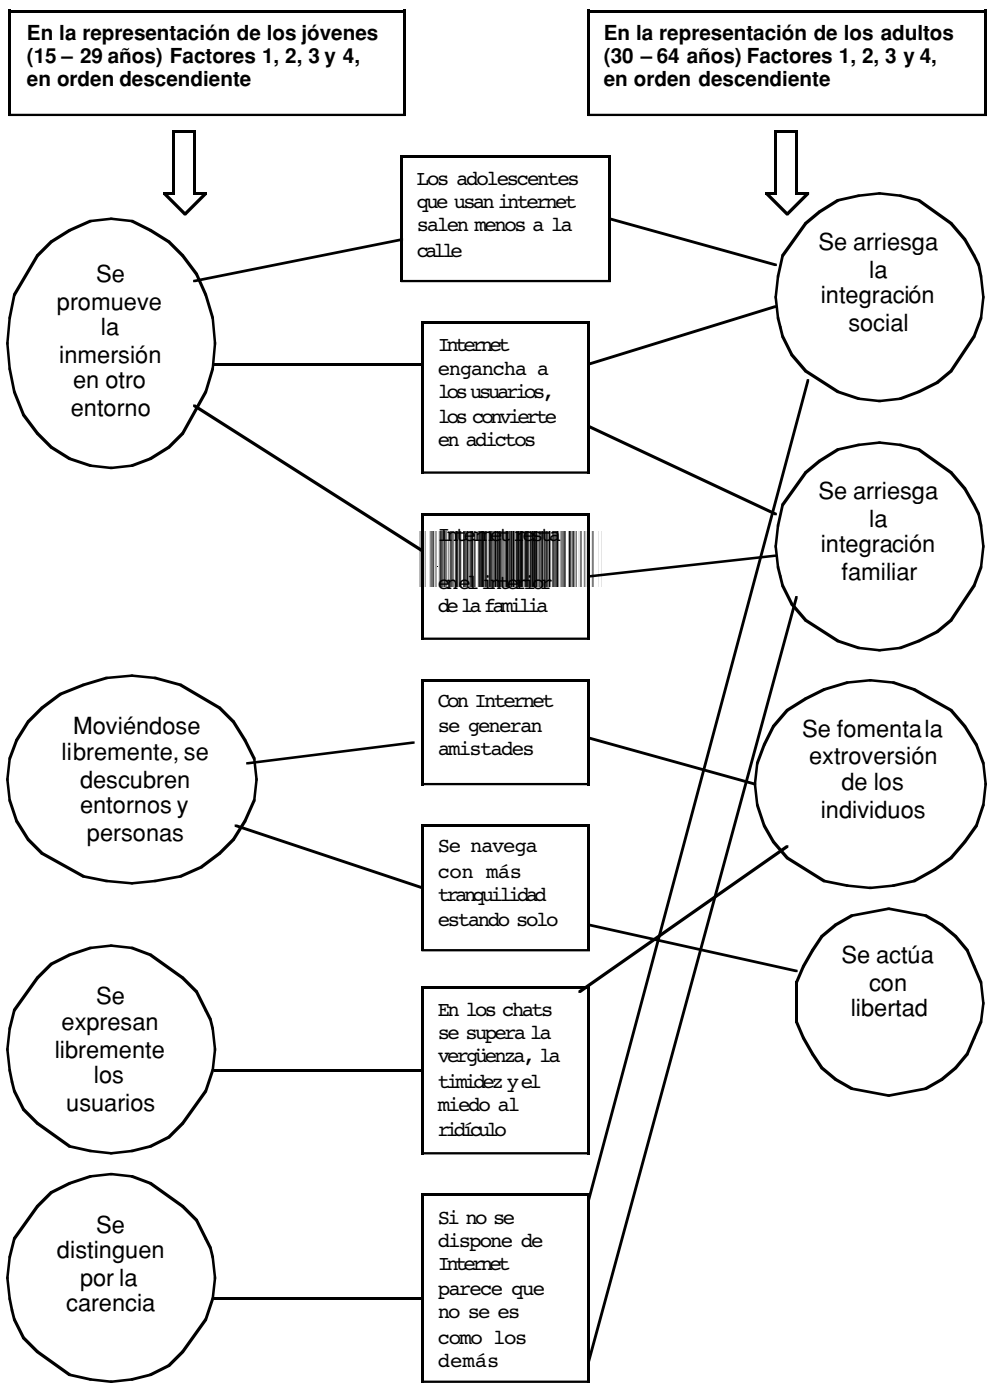 En la representación de los jóvenes
(15 – 29 años) Factores 1, 2, 3 y 4,
en orden descendiente
En la representación de los adultos
(30 – 64 años) Factores 1, 2, 3 y 4,
en orden descendiente
Se
promueve
la
inmersión
en otro
entorno
Moviéndose
libremente, se
descubren
entornos y
personas
Se
expresan
libremente
los
usuarios
Se
distinguen
por la
carencia
Los adolescentes
que usan internet
salen menos a la
calle
Internet
engancha a
los usuarios,
los convierte
en adictos
Internet resta
en el interior
de la familia
Con Internet
se generan
amistades
Se navega
con más
tranquilidad
estando solo
En los chats
se supera la
vergüenza, la
timidez y el
miedo al
ridículo
Si no se
dispone de
Internet
parece que
no se es
como los
demás
Se arriesga
la
integración
social
Se arriesga
la
integración
familiar
Se fomenta la
extroversión
de los
individuos
Se actúa
con
libertad